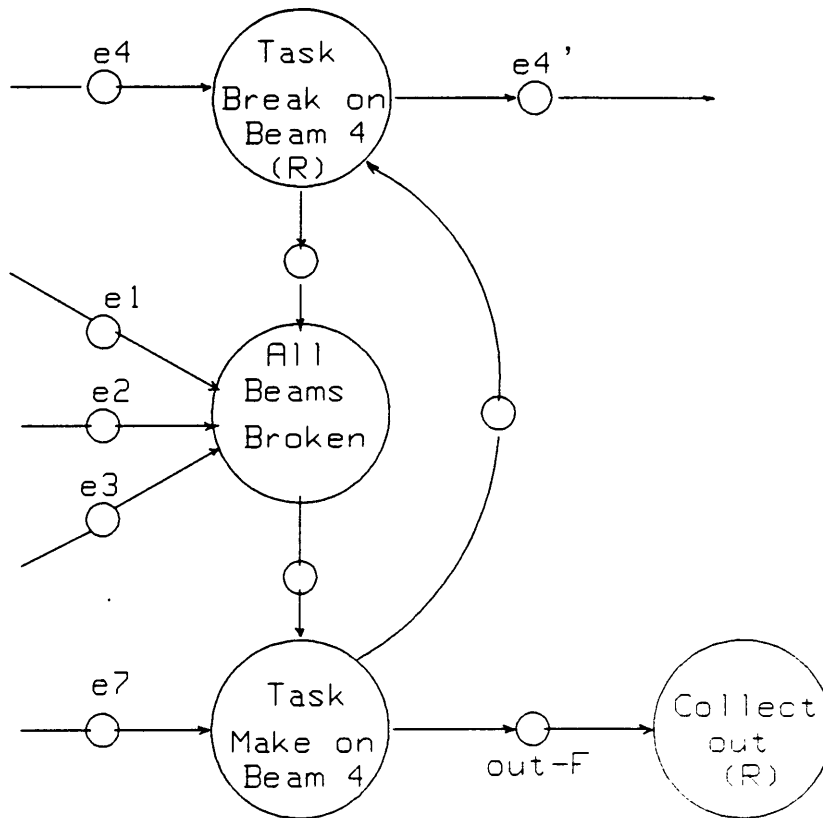 e4
Task
Break on
Beam 4
(R)
e4'
e1
e2
e3
All
Beams
Broken
e7
Task
Make on
Beam 4
out-F
Collect
out
(R)